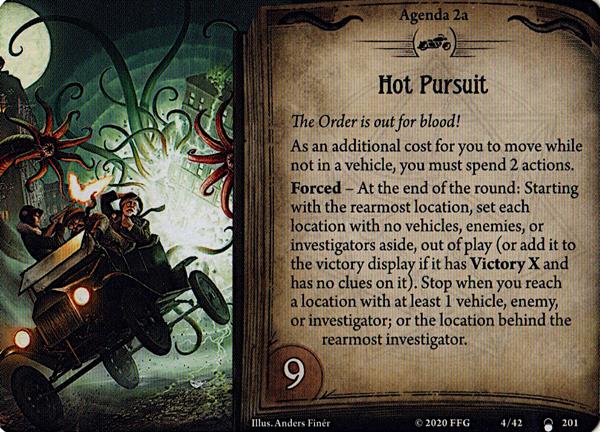 Agenda 2a
Hot Pursuit
The Order is out for blood!
As an additional cost for you to move while
not in a vehicle, you must spend 2 actions.
Forced – At the end of the round: Starting
with the rearmost location, set each
location with no vehicles, enemies, or
investigators aside, out of play (or add it to
the victory display if it has Victory X and
has no clues on it). Stop when you reach
a location with at least 1 vehicle, enemy,
or investigator; or the location behind the
rearmost investigator.
9
Illus. Anders Finér
© 2020 FFG
4/42
201